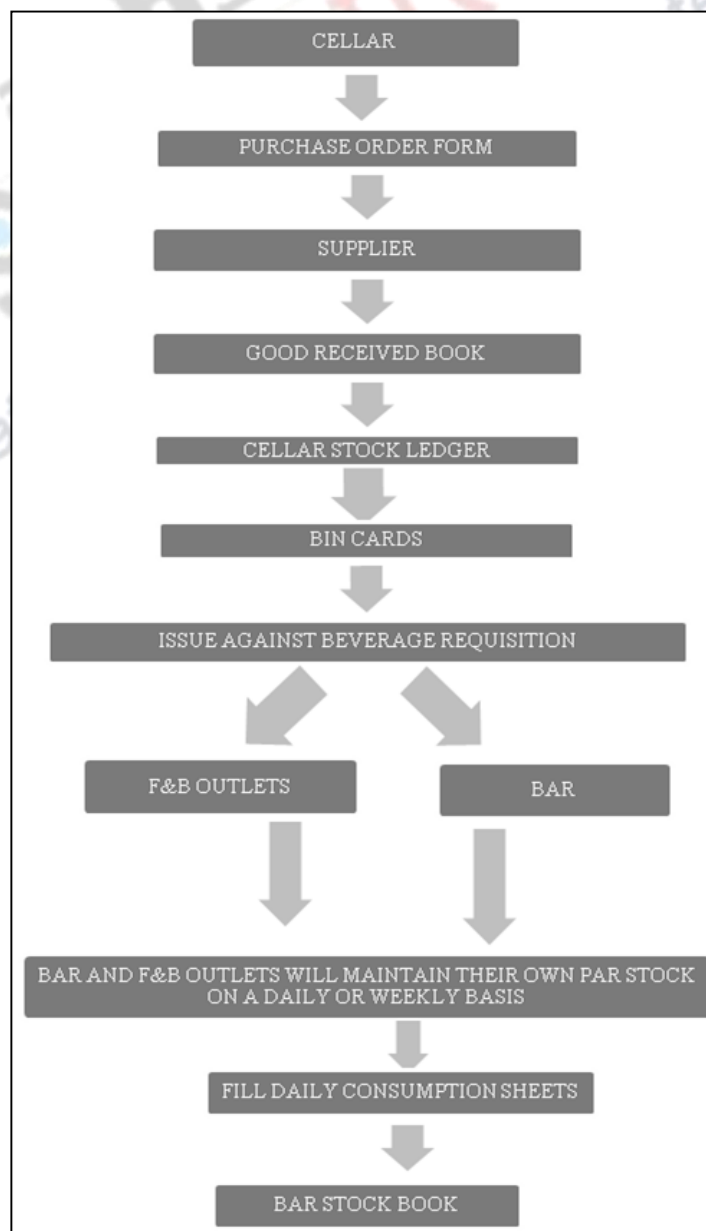 CELLAR
PURCHASE ORDER FORM
SUPPLIER
GOOD RECEIVED BOOK
CELLAR STOCK LEDGER
BIN CARDS
ISSUE AGAINST BEVERAGE REQUISITION
F&B OUTLETS
BAR
BAR AND F&B OUTLETS WILL MAINTAIN THEIR OWN PAR STOCK
ON A DAILY OR WEEKLY BASIS
FILL DAILY CONSUMPTION SHEETS
BAR STOCK BOOK